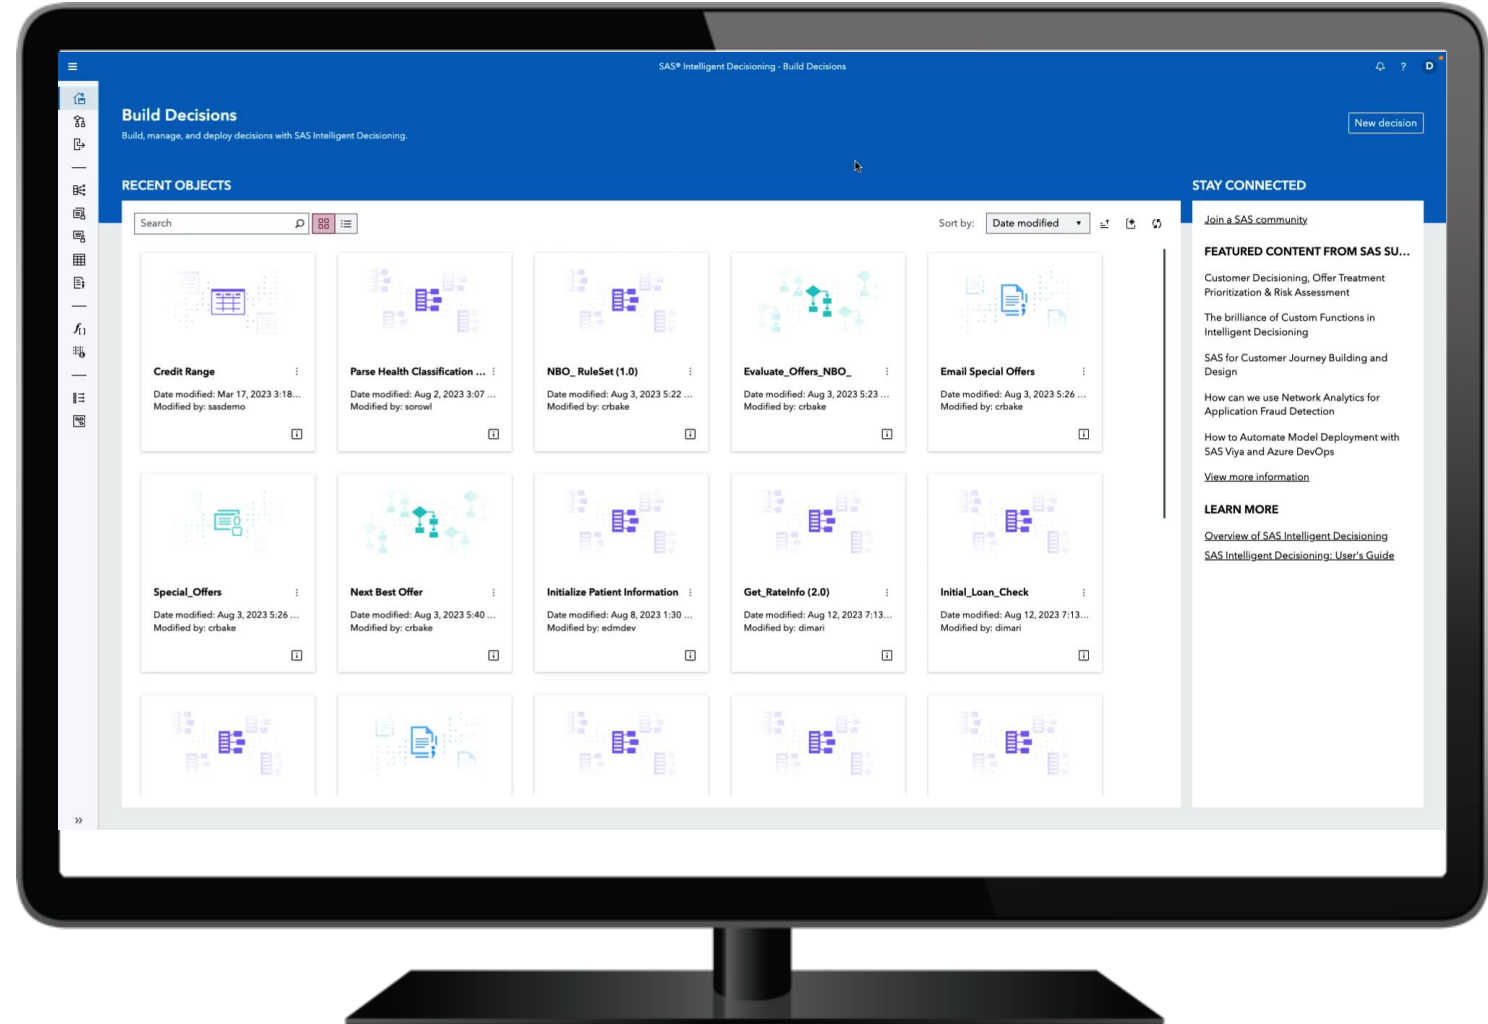 SAS® Intelligent Decisioning - Build Decisions
?
D
Build Decisions
Build, manage, and deploy decisions with SAS Intelligent Decisioning.
New decision
RECENT OBJECTS
Search
Sort by:
Date modified
Credit Range
Date modified: Mar 17, 2023 3:18...
Modified by: sasdemo
Parse Health Classification ...
Date modified: Aug 2, 2023 3:07 ...
Modified by: sorowl
NBO_ RuleSet (1.0)
Date modified: Aug 3, 2023 5:22 ...
Modified by: crbake
Evaluate_Offers_NBO_
Date modified: Aug 3, 2023 5:23 ...
Modified by: crbake
Email Special Offers
Date modified: Aug 3, 2023 5:26 ...
Modified by: crbake
Special_Offers
Date modified: Aug 3, 2023 5:26 ...
Modified by: crbake
Next Best Offer
Date modified: Aug 3, 2023 5:40 ...
Modified by: crbake
Initialize Patient Information
Date modified: Aug 8, 2023 1:30 ...
Modified by: edmdev
Get_RateInfo (2.0)
Date modified: Aug 12, 2023 7:13...
Modified by: dimari
Initial_Loan_Check
Date modified: Aug 12, 2023 7:13...
Modified by: dimari
STAY CONNECTED
Join a SAS community
FEATURED CONTENT FROM SAS SU...
Customer Decisioning, Offer Treatment
Prioritization & Risk Assessment
The brilliance of Custom Functions in
Intelligent Decisioning
SAS for Customer Journey Building and
Design
How can we use Network Analytics for
Application Fraud Detection
How to Automate Model Deployment with
SAS Viya and Azure DevOps
View more information
LEARN MORE
Overview of SAS Intelligent Decisioning
SAS Intelligent Decisioning: User's Guide